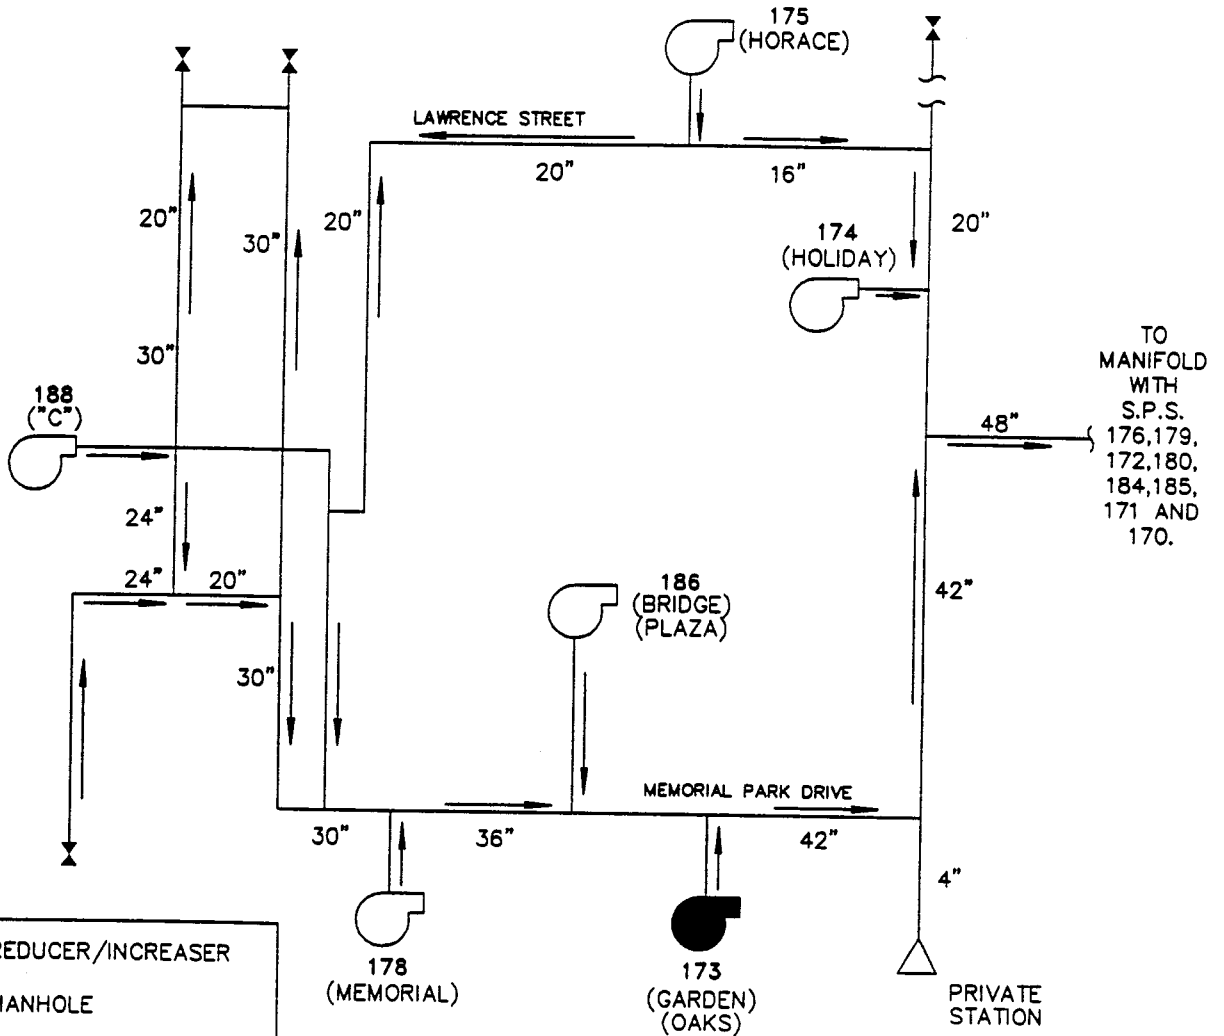 175
(HORACE)
LAWRENCE STREET
20"
16"
20"
30"
20"
20"
174
(HOLIDAY)
30"
TO
MANIFOLD
WITH
S.P.S.
176,179,
172,180,
184,185,
171 AND
170.
188
("C")
48"
24"
24"
20"
186
(BRIDGE)
(PLAZA)
42"
30"
MEMORIAL PARK DRIVE
30"
36"
42"
4"
178
(MEMORIAL)
173
(GARDEN)
(OAKS)
PRIVATE
STATION
REDUCER/INCREASER